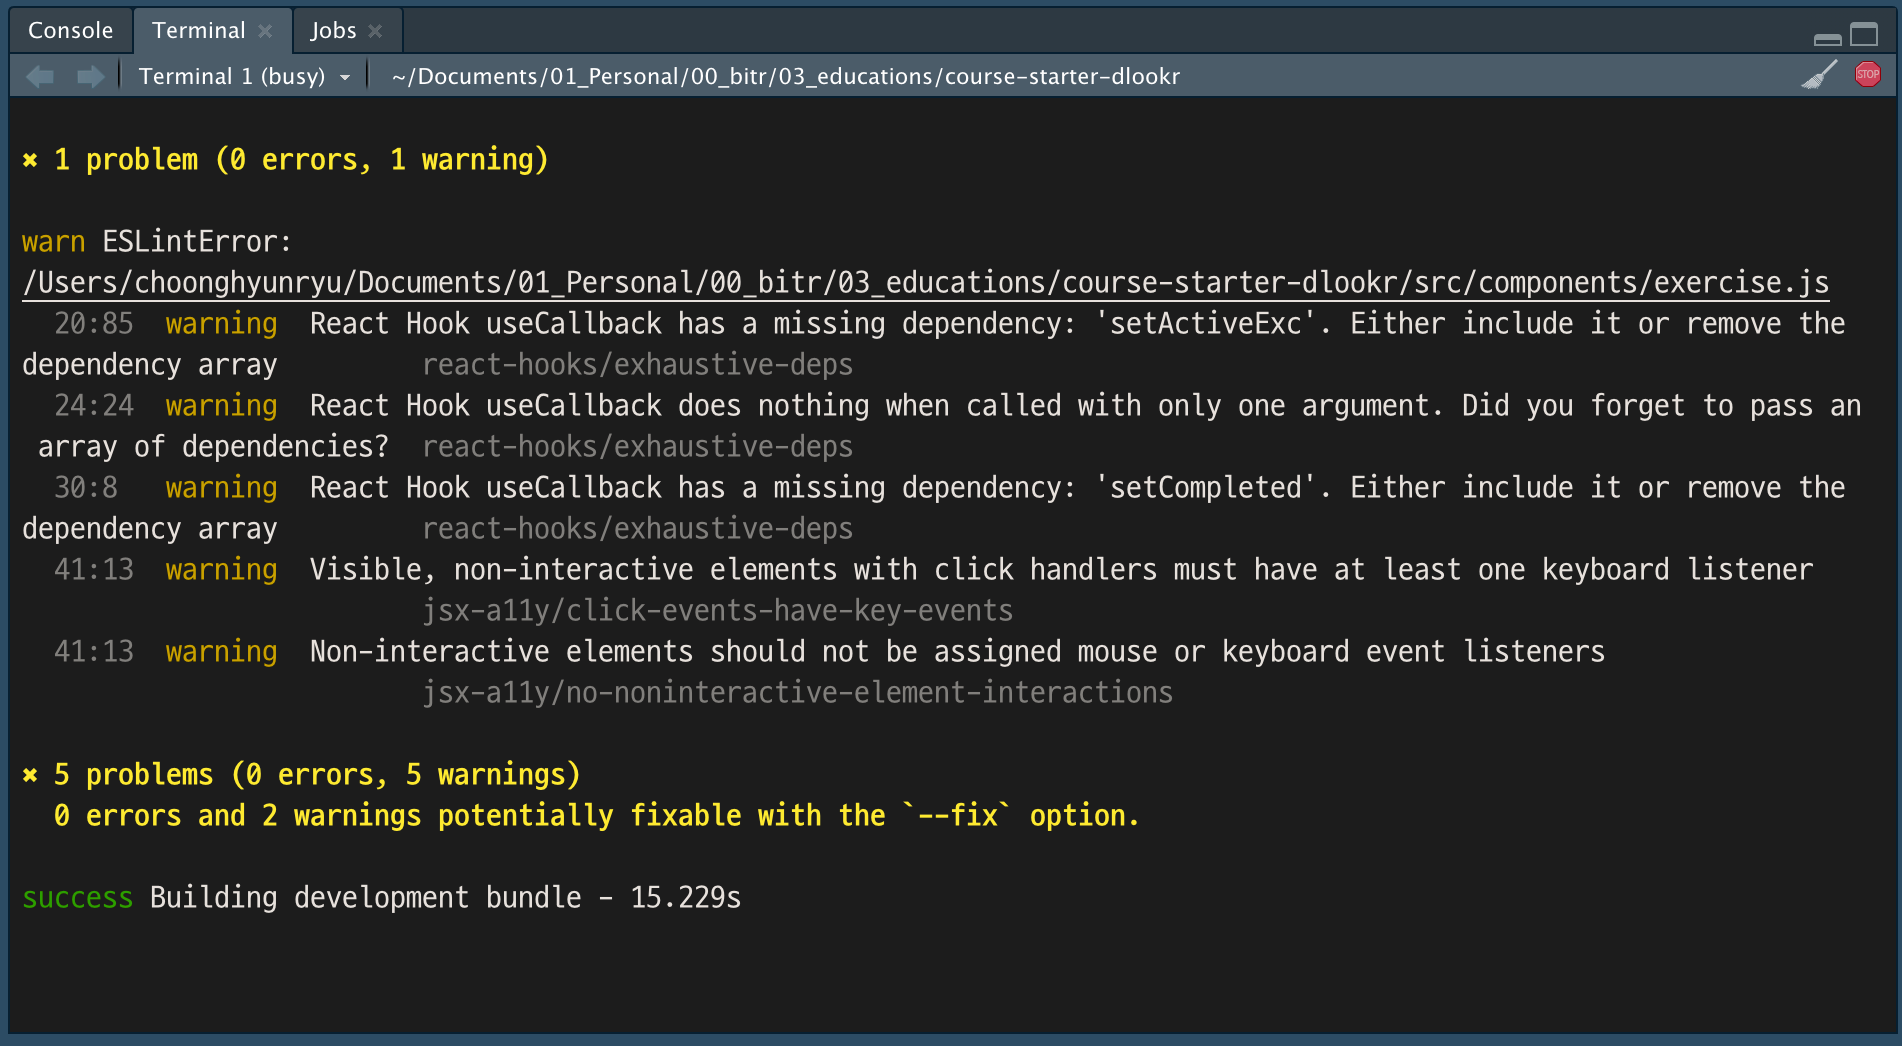 Console Terminal Jobs
Terminal 1 (busy) ~/Documents/01_Personal/00_bitr/03_educations/course-starter-dlookr STOP
✖ 1 problem (0 errors, 1 warning)
warn ESLintError:
/Users/choonghyunryu/Documents/01_Personal/00_bitr/03_educations/course-starter-dlookr/src/components/exercise.js
20:85 warning React Hook useCallback has a missing dependency: 'setActiveExc'. Either include it or remove the
dependency array react-hooks/exhaustive-deps
24:24 warning React Hook useCallback does nothing when called with only one argument. Did you forget to pass an
array of dependencies? react-hooks/exhaustive-deps
30:8 warning React Hook useCallback has a missing dependency: 'setCompleted'. Either include it or remove the
dependency array react-hooks/exhaustive-deps
41:13 warning Visible, non-interactive elements with click handlers must have at least one keyboard listener
jsx-a11y/click-events-have-key-events
41:13 warning Non-interactive elements should not be assigned mouse or keyboard event listeners
jsx-a11y/no-noninteractive-element-interactions
✖ 5 problems (0 errors, 5 warnings)
0 errors and 2 warnings potentially fixable with the `--fix` option.
success Building development bundle - 15.229s